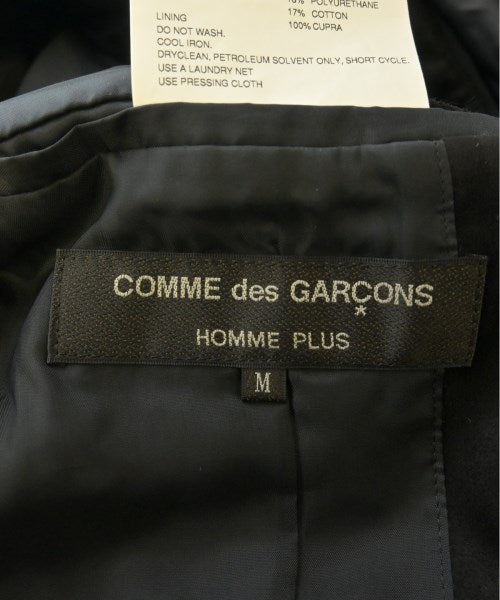 POLYURETHANE
17% COTTON
LINING 100% CUPRA
DO NOT WASH.
COOL IRON.
DRYCLEAN, PETROLEUM SOLVENT ONLY, SHORT CYCLE.
USE A LAUNDRY NET
USE PRESSING CLOTH
COMME des GARÇONS
*
HOMME PLUS
M